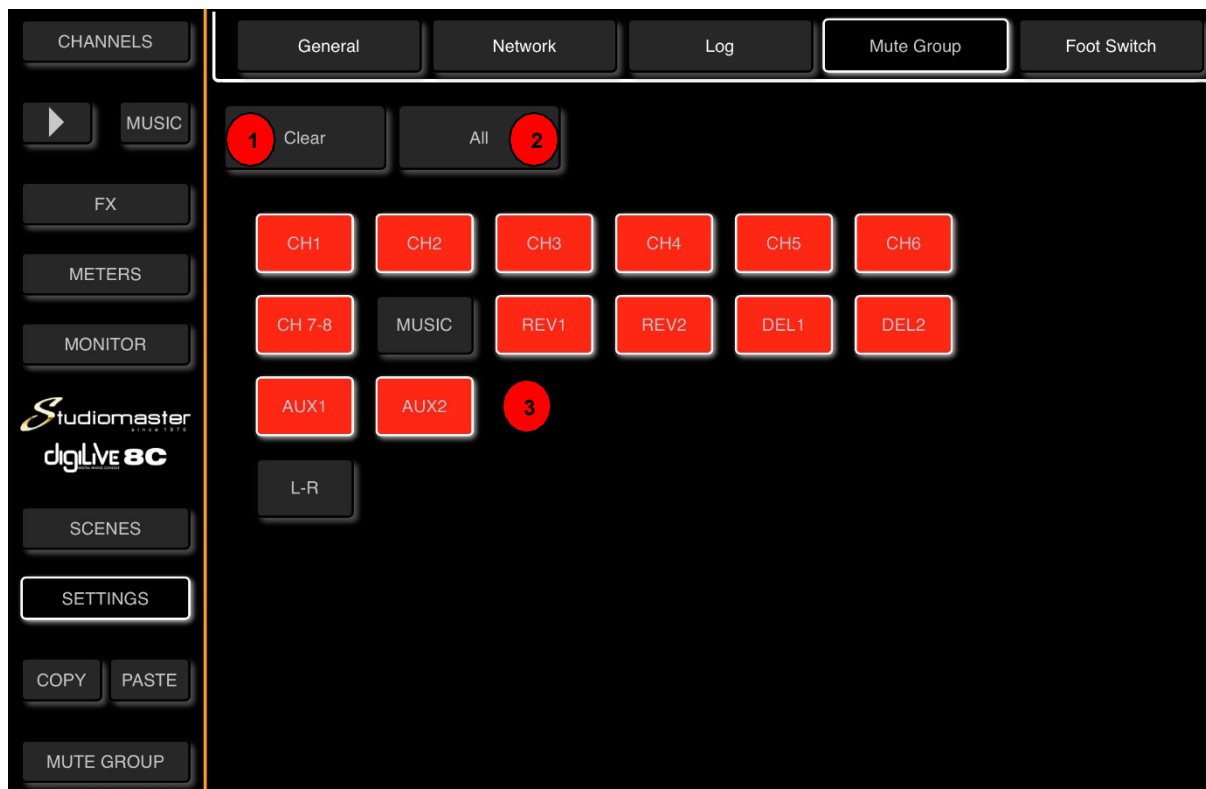 CHANNELS
General Network Log Mute Group Foot Switch
MUSIC
1 Clear All 2
FX
CH1 CH2 CH3 CH4 CH5 CH6
METERS
CH 7-8 MUSIC REV1 REV2 DEL1 DEL2
MONITOR
AUX1 AUX2 3
Studiomaster
since 1976
digiLiVE 8C
L-R
SCENES
SETTINGS
COPY PASTE
MUTE GROUP